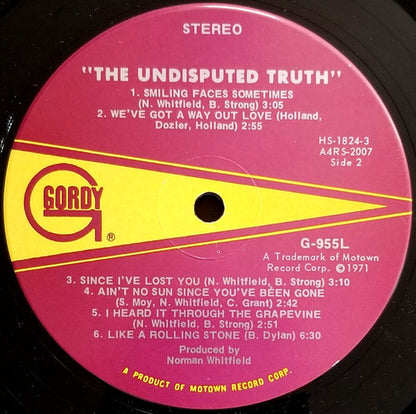 STEREO
"THE UNDISPUTED TRUTH"
1. SMILING FACES SOMETIMES
(N. Whitfield, B. Strong) 3:05
2. WE'VE GOT A WAY OUT LOVE (Holland,
Dozier, Holland) 2:55
HS-1824-3
A4RS-2007
Side 2
GORDY
®
G-955L
A Trademark of Motown
Record Corp. ©1971
3. SINCE I'VE LOST YOU (N. Whitfield, B. Strong) 3:10
4. AIN'T NO SUN SINCE YOU'VE BEEN GONE
(S. Moy, N. Whitfield, C. Grant) 2:42
5. I HEARD IT THROUGH THE GRAPEVINE
(N. Whitfield, B. Strong) 2:51
6. LIKE A ROLLING STONE (B. Dylan) 6:30
Produced by
Norman Whitfield
A PRODUCT OF MOTOWN RECORD CORP.